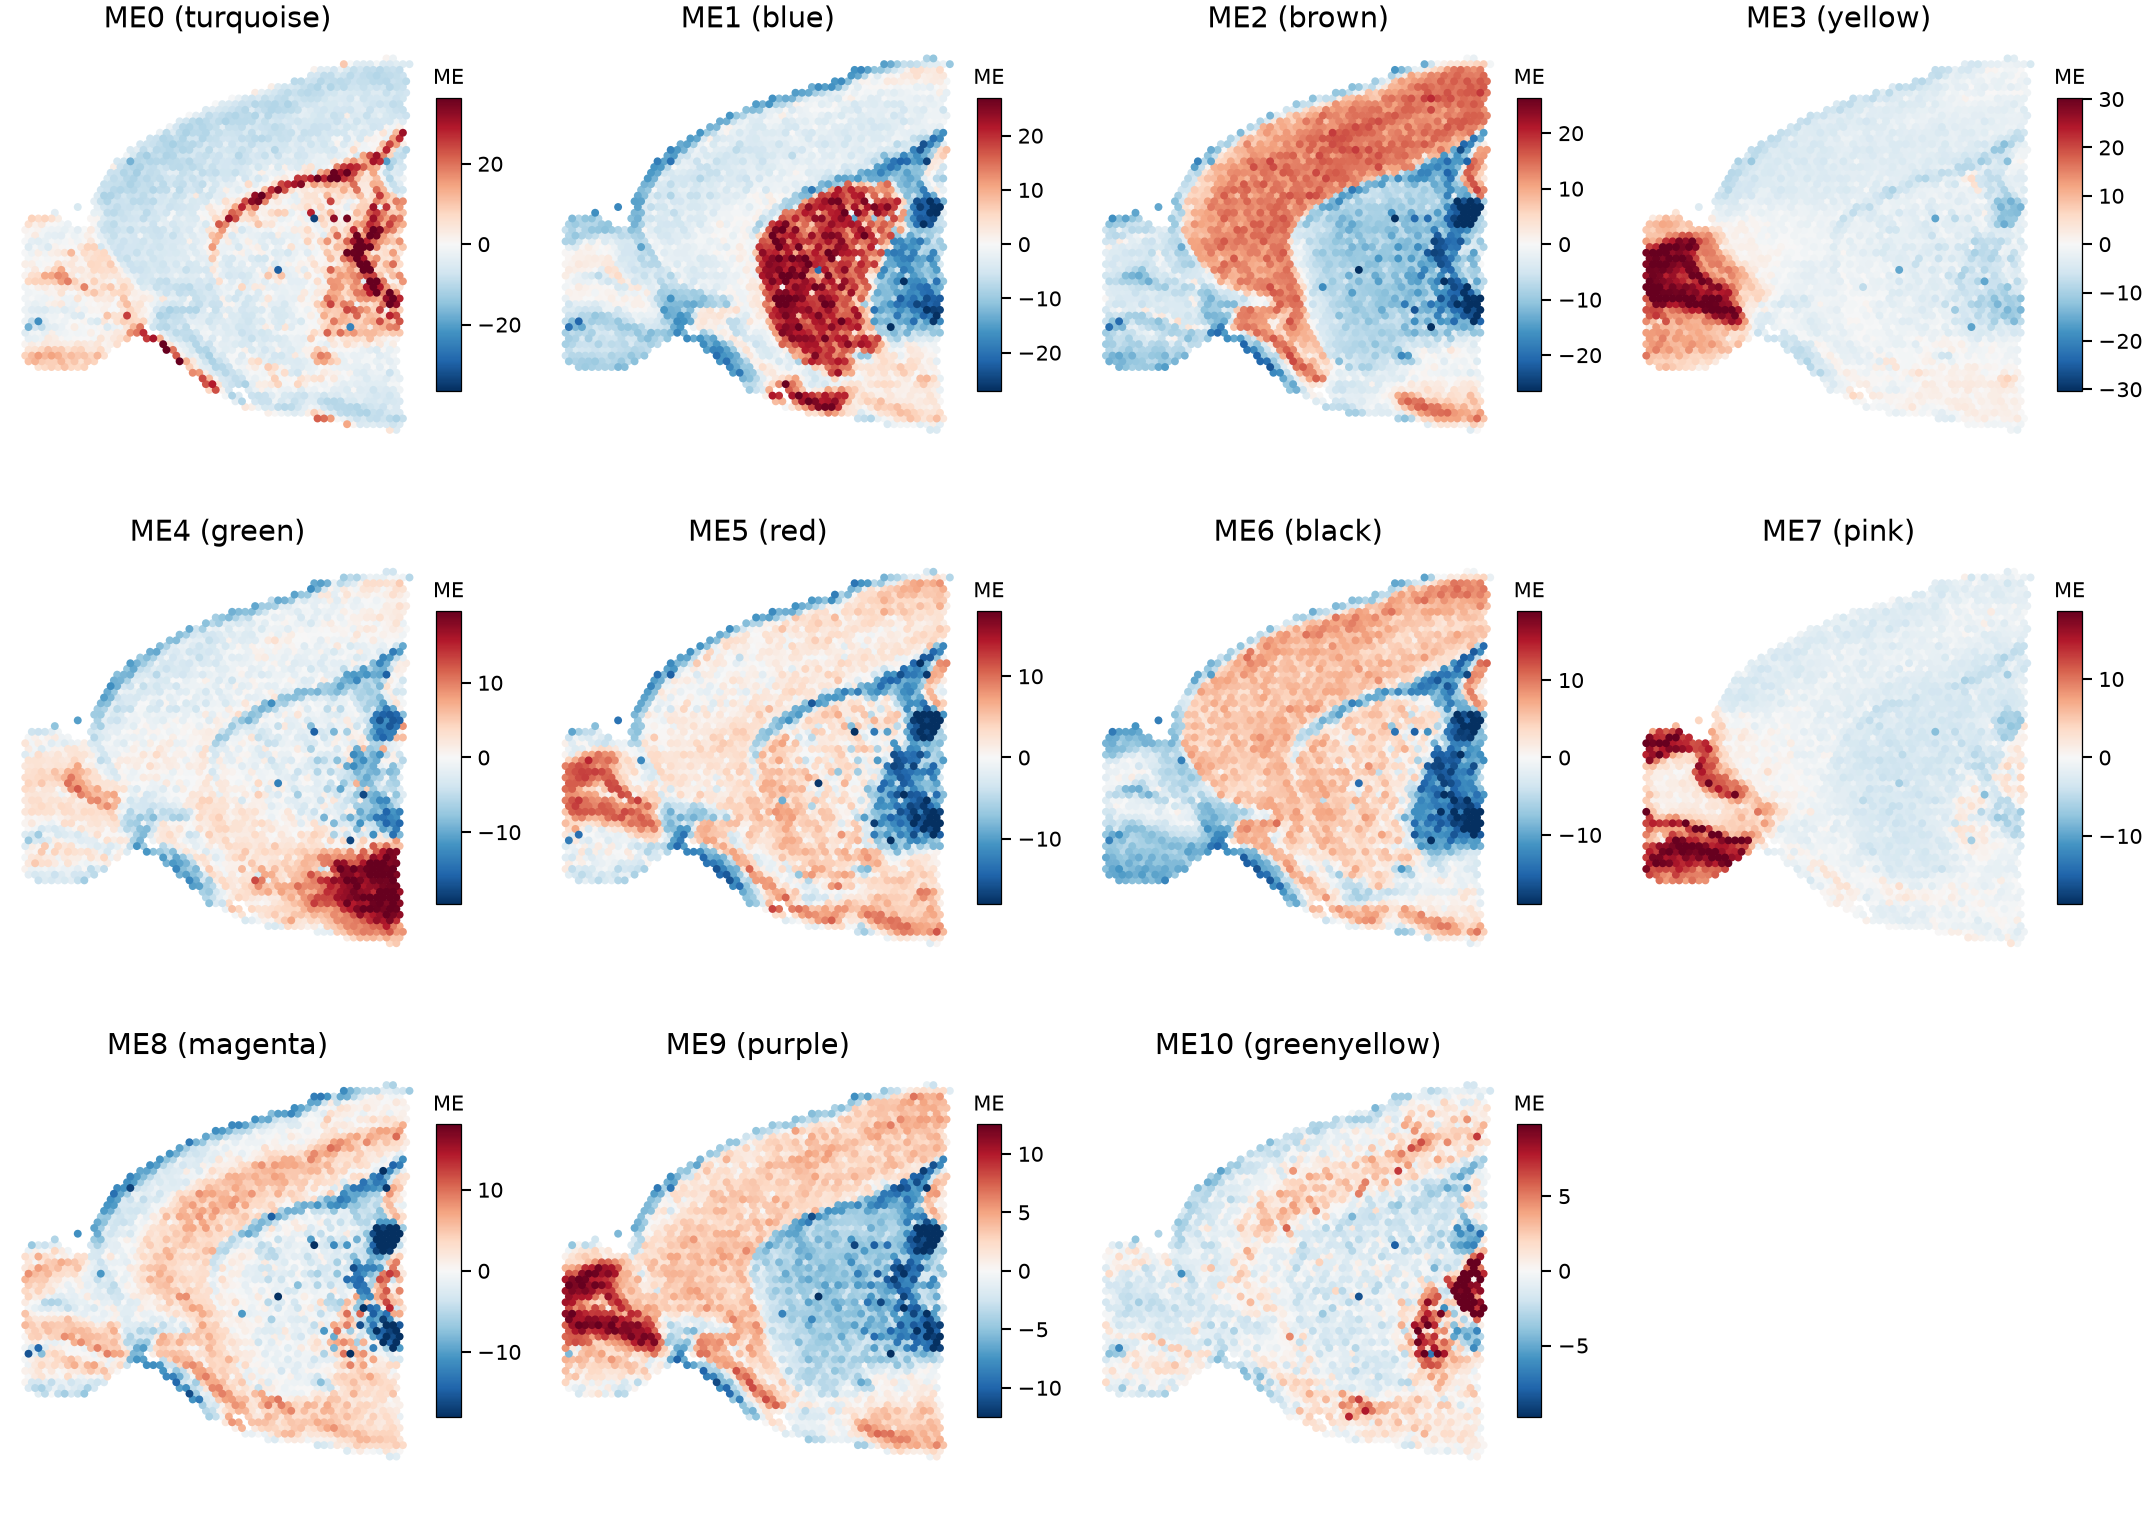 ME0 (turquoise)
ME
20
0
−20
ME1 (blue)
ME
20
10
0
−10
−20
ME2 (brown)
ME
20
10
0
−10
−20
ME3 (yellow)
ME
30
20
10
0
−10
−20
−30
ME4 (green)
ME
10
0
−10
ME5 (red)
ME
10
0
−10
ME6 (black)
ME
10
0
−10
ME7 (pink)
ME
10
0
−10
ME8 (magenta)
ME
10
0
−10
ME9 (purple)
ME
10
5
0
−5
−10
ME10 (greenyellow)
ME
5
0
−5